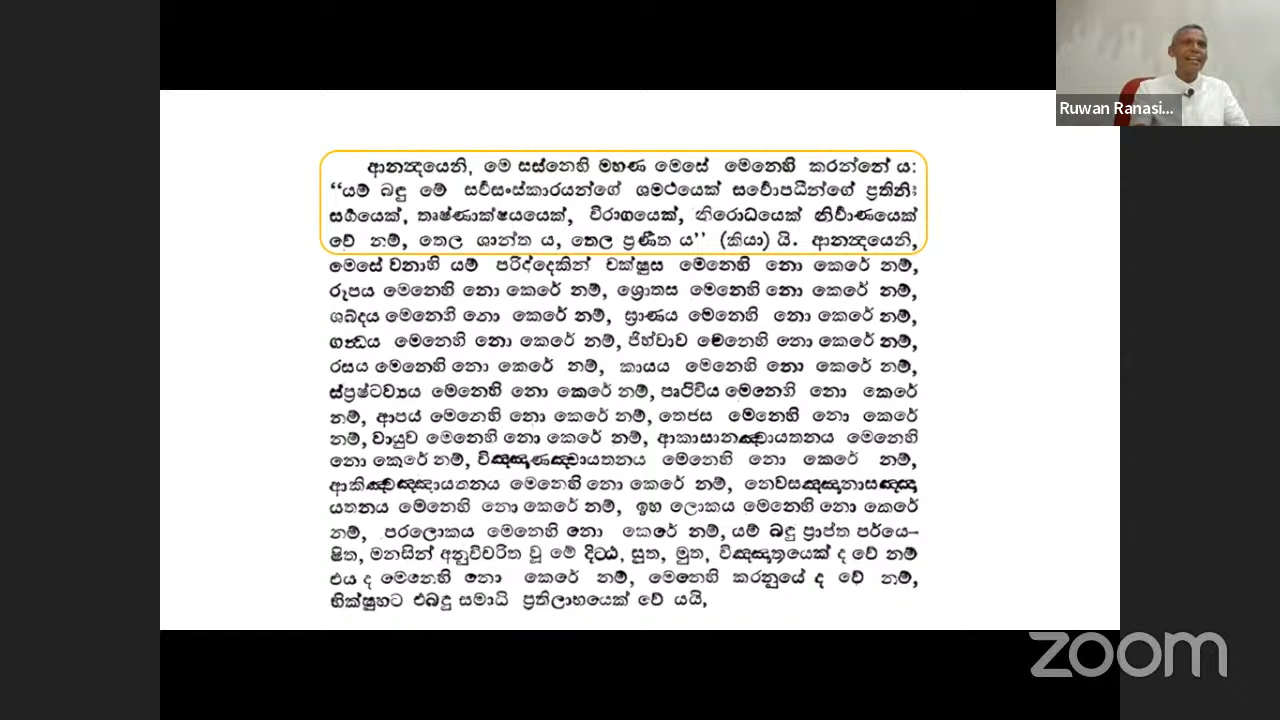 Ruwan Ranasi...
ආනන්‍දයෙනි, මෙ සස්නෙහි මහණ මෙසේ මෙනෙහි කරන්නේ ය:
“යම් බඳු මේ සර්‍වසංස්කාරයන්ගේ ශමථයෙක් සර්‍වොපධීන්ගේ ප්‍රතිනිඃ
සර්‍ගයෙක්, තෘෂ්ණාක්ෂයයෙක්, විරාගයෙක්, නිරොධයෙක් නිර්‍වාණයෙක්
වේ නම්, තෙල ශාන්ත ය, තෙල ප්‍රණීත ය” (කියා) යි. ආනන්‍දයෙනි,
මෙසේ වනාහි යම් පරිද්දෙකින් චක්ෂුස මෙනෙහි නො කෙරේ නම්,
රූපය මෙනෙහි නො කෙරේ නම්, ශ්‍රොතස මෙනෙහි නො කෙරේ නම්,
ශබ්දය මෙනෙහි නො කෙරේ නම්, ඝ්‍රාණය මෙනෙහි නො කෙරේ නම්,
ගන්‍ධය මෙනෙහි නො කෙරේ නම්, ජිහ්වාව මෙනෙහි නො කෙරේ නම්,
රසය මෙනෙහි නො කෙරේ නම්, කායය මෙනෙහි නො කෙරේ නම්,
ස්ප්‍රෂ්ටව්‍යය මෙනෙහි නො කෙරේ නම්, පෘථිවිය මෙනෙහි නො කෙරේ
නම්, ආපය මෙනෙහි නො කෙරේ නම්, තෙජස මෙනෙහි නො කෙරේ
නම්, වායුව මෙනෙහි නො කෙරේ නම්, ආකාසානඤ්චායතනය මෙනෙහි
නො කෙරේ නම්, විඤ්ඤාණඤ්චායතනය මෙනෙහි නො කෙරේ නම්,
ආකිඤ්චඤ්ඤායතනය මෙනෙහි නො කෙරේ නම්, නෙවසඤ්ඤානාසඤ්ඤා
යතනය මෙනෙහි නො කෙරේ නම්, ඉහ ලොකය මෙනෙහි නො කෙරේ
නම්, පරලොකය මෙනෙහි නො කෙරේ නම්, යම් බඳු ප්‍රාප්ත පර්‍ය්‍යෙ-
ෂිත, මනසින් අනුවිචරිත වූ මේ දිට්ඨ, සුත, මුත, විඤ්ඤාතයෙක් ද වේ නම්
එය ද මෙනෙහි නො කෙරේ නම්, මෙනෙහි කරනුයේ ද වේ නම්,
භික්ෂුහට එබඳු සමාධි ප්‍රතිලාභයෙක් වේ යයි,
zoom